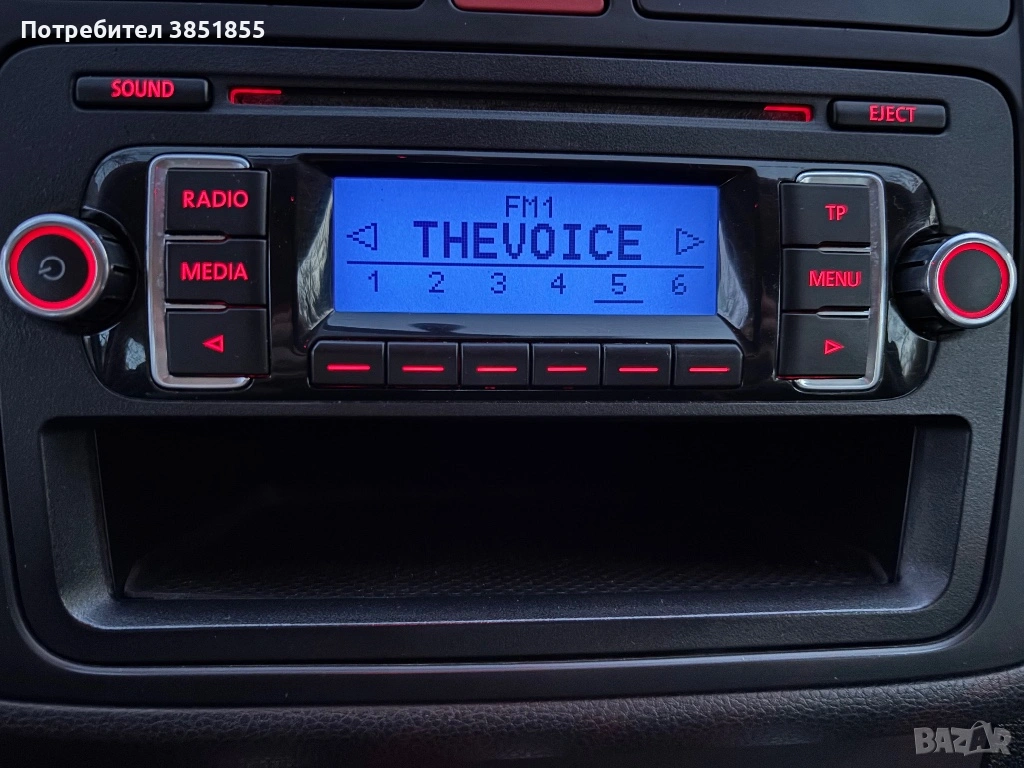 Потребител 3851855
SOUND
EJECT
RADIO
FM1
TP
THEVOICE
MEDIA
MENU
1 2 3 4 5 6
BAZAR